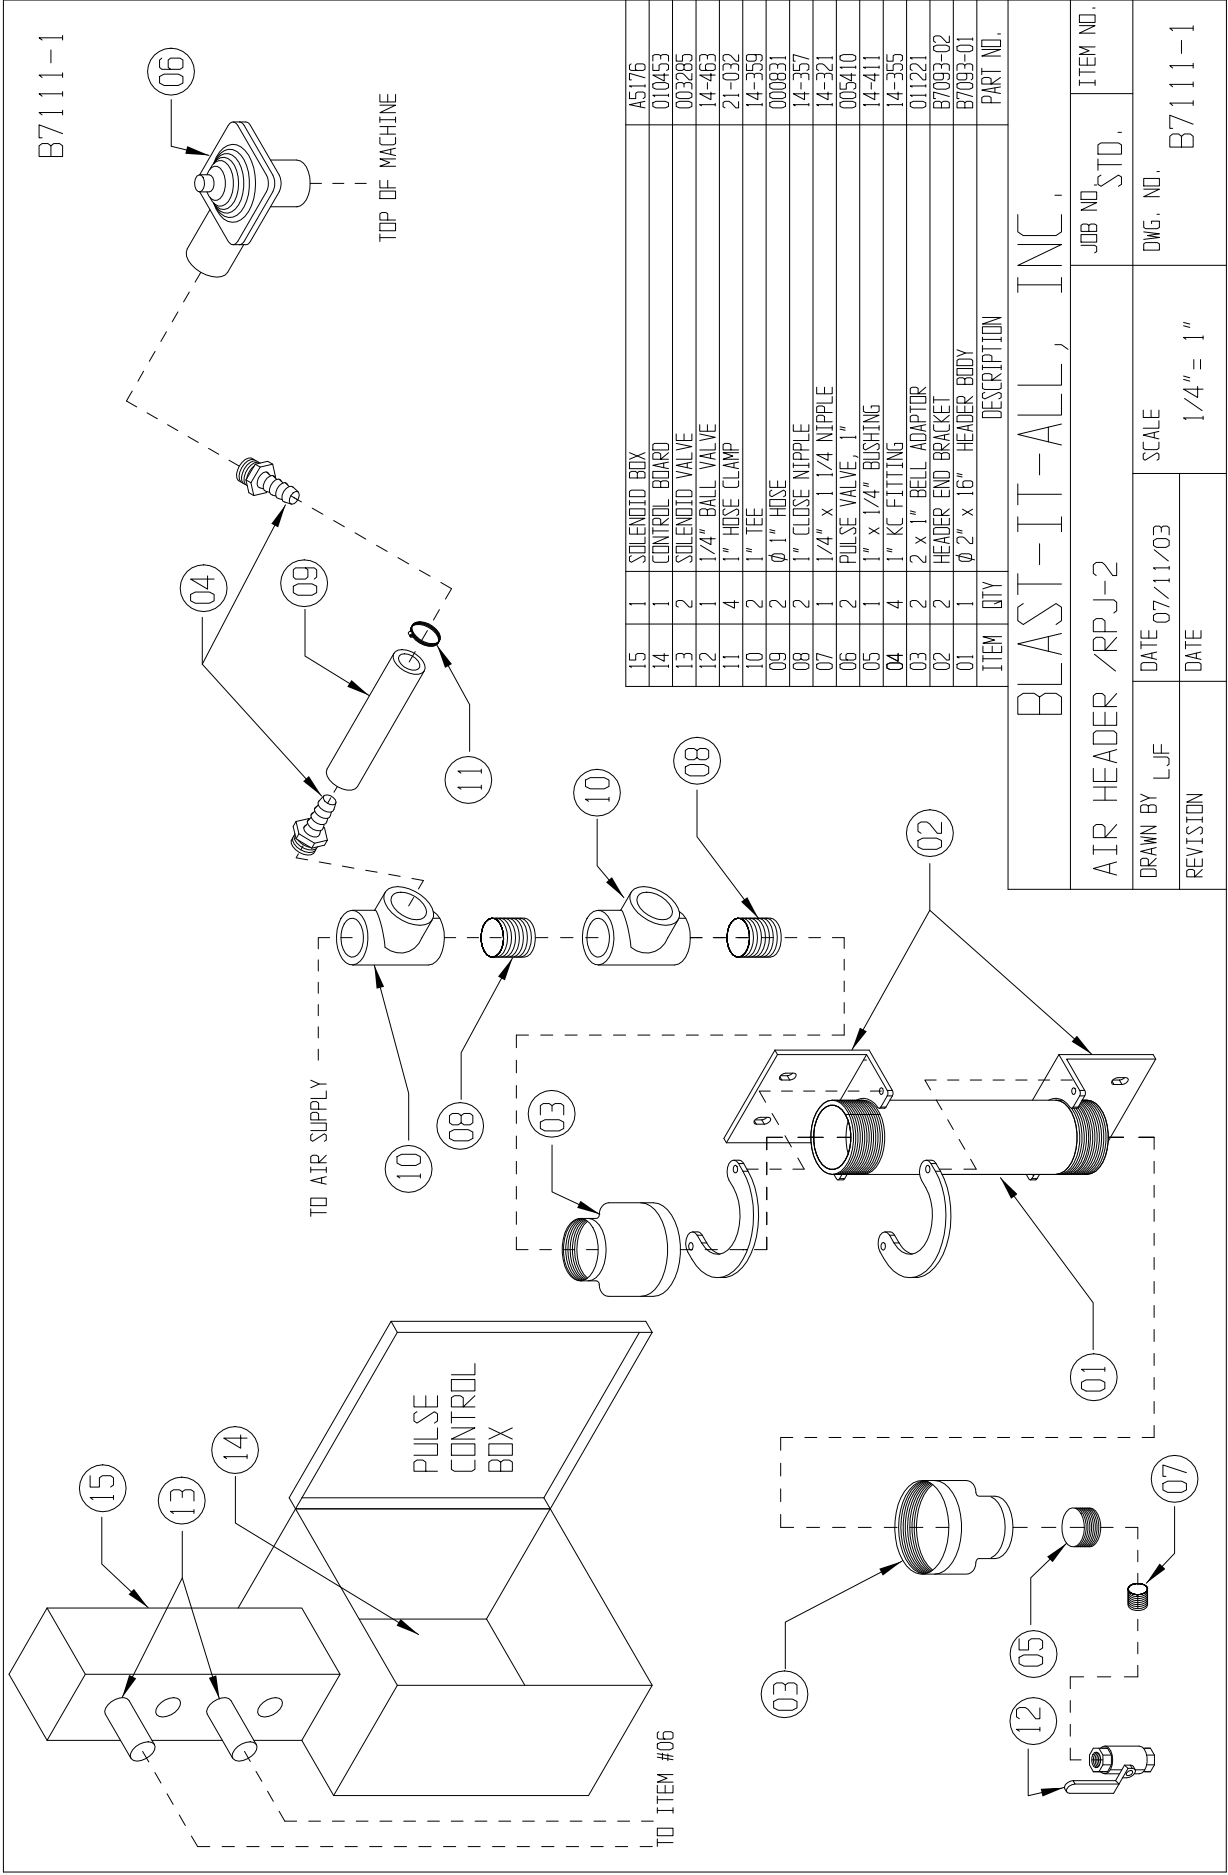 B7111-1
06
TOP OF MACHINE
04
09
11
10
08
TO AIR SUPPLY
10
08
03
02
01
PULSE
CONTROL
BOX
15
13
14
TO ITEM #06
03
05
07
12
15 1 SOLENOID BOX A5176
14 1 CONTROL BOARD 010453
13 2 SOLENOID VALVE 003285
12 1 1/4" BALL VALVE 14-463
11 4 1" HOSE CLAMP 21-032
10 2 1" TEE 14-359
09 2 ø 1" HOSE 000831
08 2 1" CLOSE NIPPLE 14-357
07 1 1/4" x 1 1/4 NIPPLE 14-321
06 2 PULSE VALVE, 1" 005410
05 1 1" x 1/4" BUSHING 14-411
04 4 1" KC FITTING 14-355
03 2 2 x 1" BELL ADAPTOR 011221
02 2 HEADER END BRACKET B7093-02
01 1 ø 2" x 16" HEADER BODY B7093-01
ITEM QTY DESCRIPTION PART NO.
BLAST-IT-ALL, INC.
AIR HEADER /RPJ-2
JOB NO. STD.
ITEM NO.
DRAWN BY LJF
DATE 07/11/03
SCALE
1/4"= 1"
DWG. NO.
B7111-1
REVISION
DATE